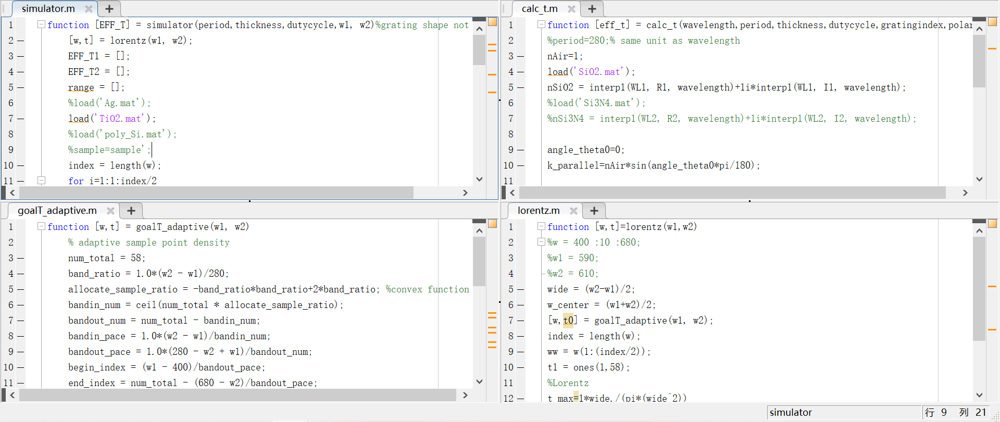 simulator.m
1 function [EFF_T] = simulator(period,thickness,dutycycle,w1, w2)%grating shape not
2 [w,t] = lorentz(w1, w2);
3 EFF_T1 = [];
4 EFF_T2 = [];
5 range = [];
6 %load('Ag.mat');
7 load('TiO2.mat');
8 %load('poly_Si.mat');
9 %sample=sample';
10 index = length(w);
11 for i=1:1:index/2
calc_t.m
1 function [eff_t] = calc_t(wavelength,period,thickness,dutycycle,gratingindex,polar
2 %period=280;% same unit as wavelength
3 nAir=1;
4 load('SiO2.mat');
5 nSiO2 = interp1(WL1, R1, wavelength)+1i*interp1(WL1, I1, wavelength);
6 %load('Si3N4.mat');
7 %nSi3N4 = interp1(WL2, R2, wavelength)+1i*interp1(WL2, I2, wavelength);
8
9 angle_theta0=0;
10 k_parallel=nAir*sin(angle_theta0*pi/180);
11
goalT_adaptive.m
1 function [w,t] = goalT_adaptive(w1, w2)
2 % adaptive sample point density
3 num_total = 58;
4 band_ratio = 1.0*(w2 - w1)/280;
5 allocate_sample_ratio = -band_ratio*band_ratio+2*band_ratio; %convex function
6 bandin_num = ceil(num_total * allocate_sample_ratio);
7 bandout_num = num_total - bandin_num;
8 bandin_pace = 1.0*(w2 - w1)/bandin_num;
9 bandout_pace = 1.0*(280 - w2 + w1)/bandout_num;
10 begin_index = (w1 - 400)/bandout_pace;
11 end_index = num_total - (680 - w2)/bandout_pace;
lorentz.m
1 function [w,t]=lorentz(w1,w2)
2 %w = 400 :10 :680;
3 %w1 = 590;
4 %w2 = 610;
5 wide = (w2-w1)/2;
6 w_center = (w1+w2)/2;
7 [w,t0] = goalT_adaptive(w1, w2);
8 index = length(w);
9 ww = w(1:(index/2));
10 t1 = ones(1,58);
11 %Lorentz
12 t_max=1*wide./(pi*(wide^2))
simulator
行 9 列 21